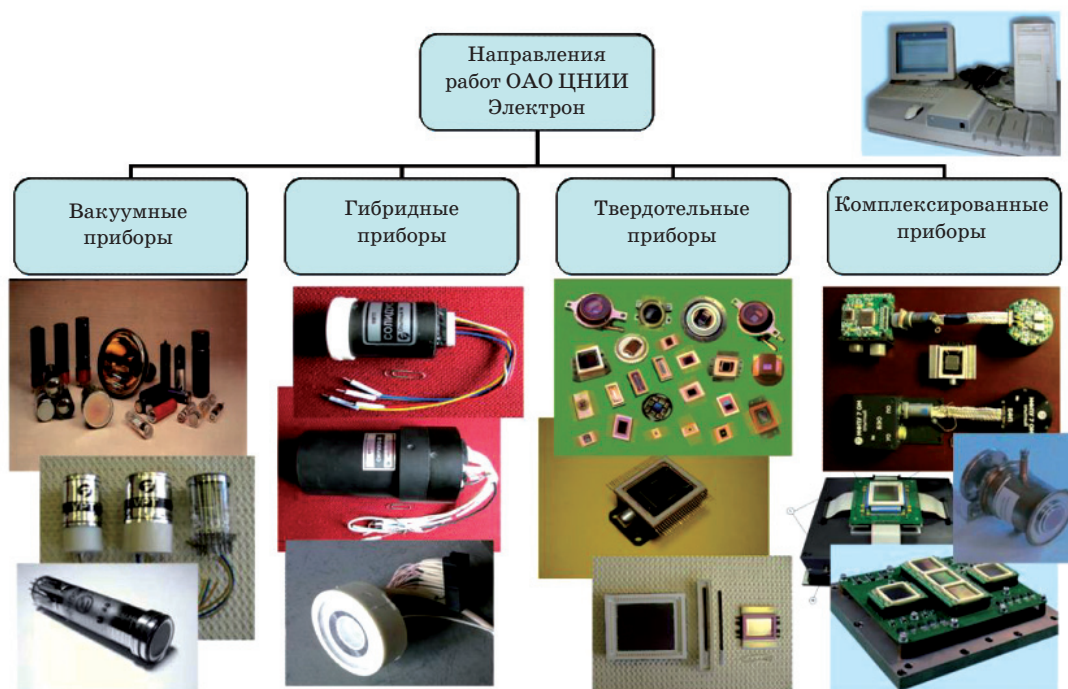 Направления
работ ОАО ЦНИИ
Электрон
Вакуумные
приборы
Гибридные
приборы
Твердотельные
приборы
Комплексированные
приборы